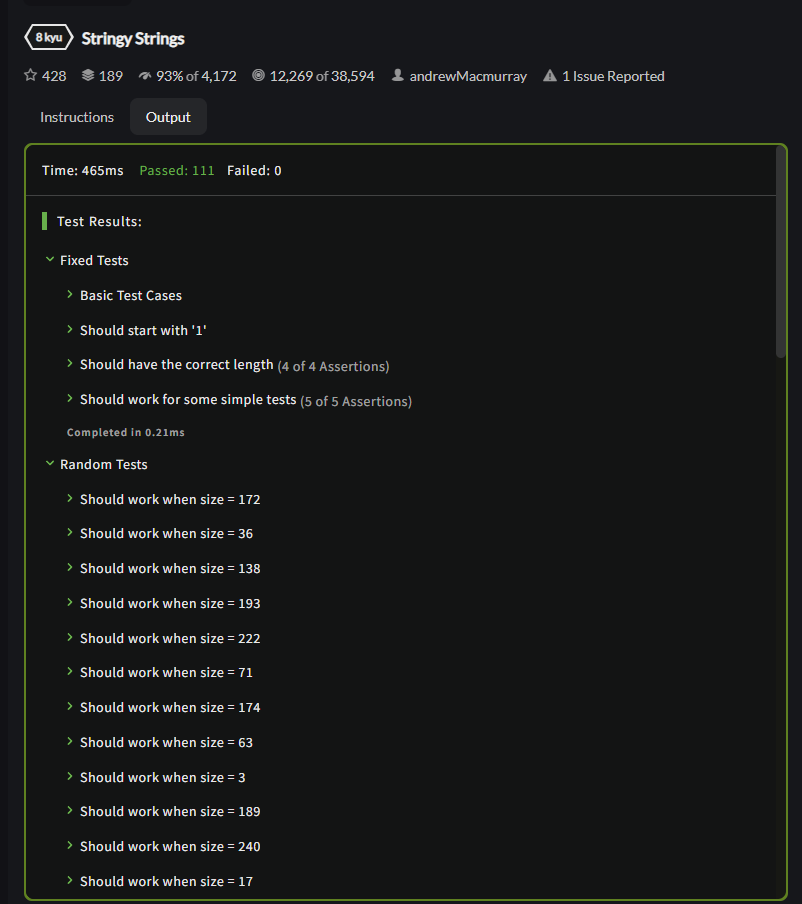 8 kyu Stringy Strings
428 189 93% of 4,172 12,269 of 38,594 andrewMacmurray 1 Issue Reported
Instructions Output
Time: 465ms Passed: 111 Failed: 0
Test Results:
Fixed Tests
Basic Test Cases
Should start with '1'
Should have the correct length (4 of 4 Assertions)
Should work for some simple tests (5 of 5 Assertions)
Completed in 0.21ms
Random Tests
Should work when size = 172
Should work when size = 36
Should work when size = 138
Should work when size = 193
Should work when size = 222
Should work when size = 71
Should work when size = 174
Should work when size = 63
Should work when size = 3
Should work when size = 189
Should work when size = 240
Should work when size = 17